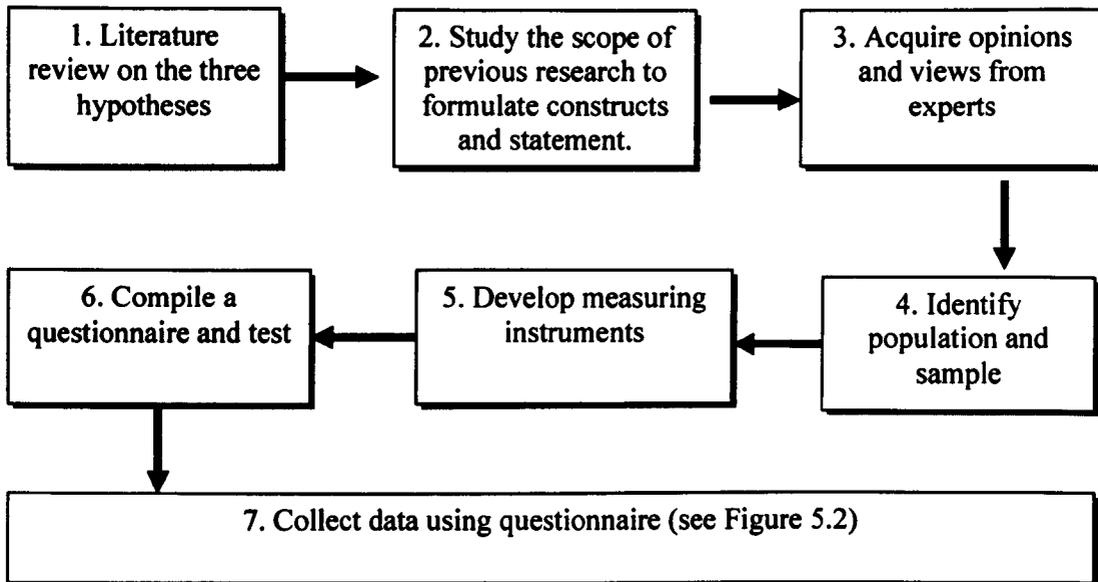 1. Literature
review on the three
hypotheses
2. Study the scope of
previous research to
formulate constructs
and statement.
3. Acquire opinions
and views from
experts
4. Identify
population and
sample
5. Develop measuring
instruments
6. Compile a
questionnaire and test
7. Collect data using questionnaire (see Figure 5.2)